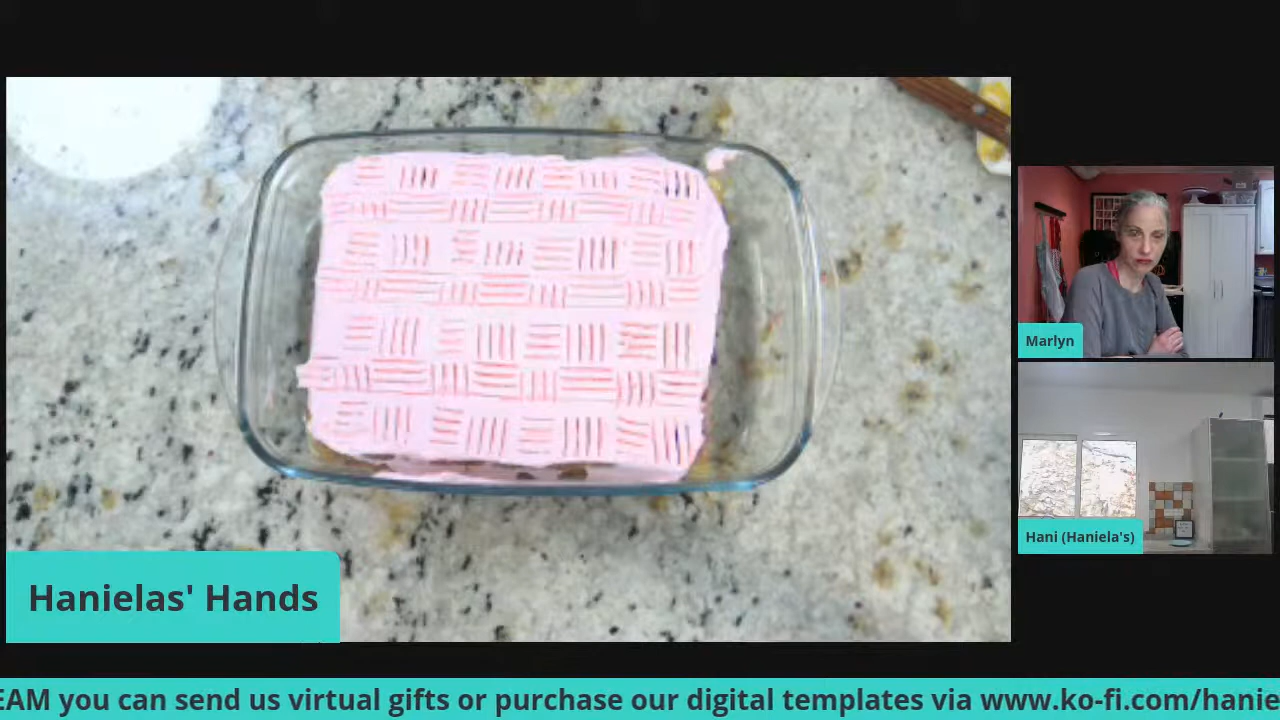 Marlyn
Hani (Haniela's)
Hanielas' Hands
EAM you can send us virtual gifts or purchase our digital templates via www.ko-fi.com/hanie